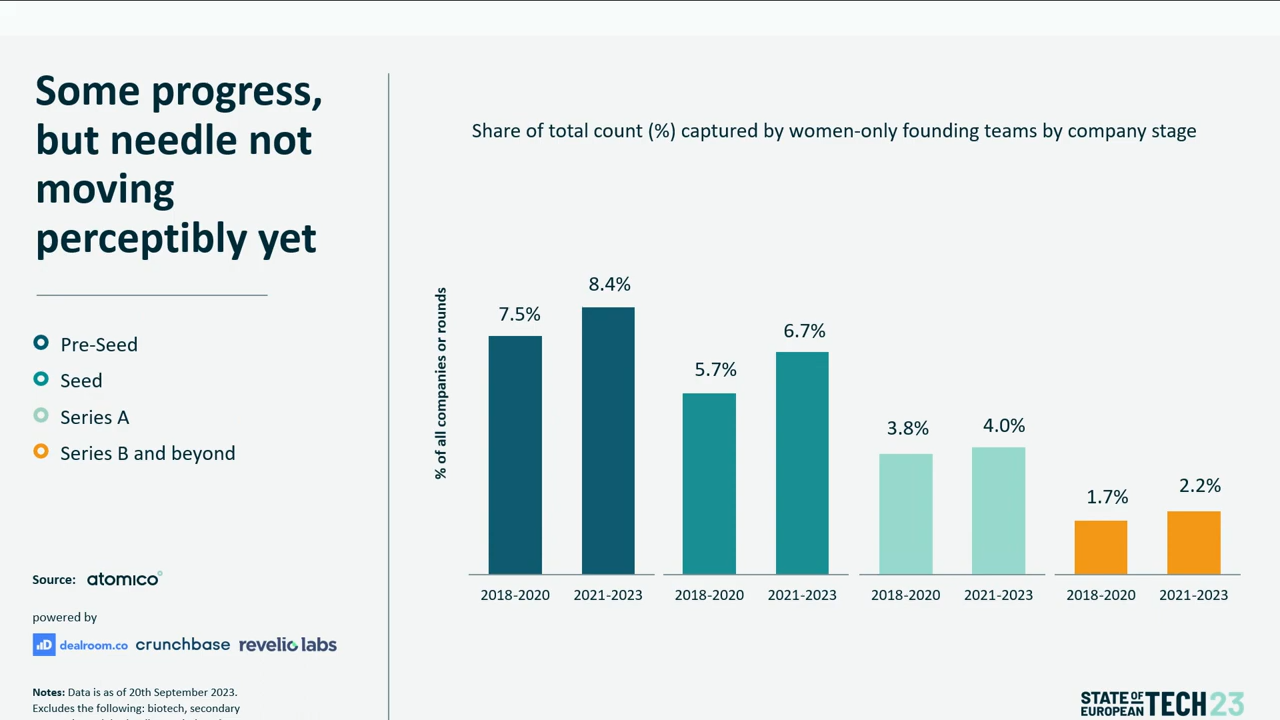 Some progress,
but needle not
moving
perceptibly yet
Pre-Seed
Seed
Series A
Series B and beyond
Source: atomico
powered by
dealroom.co crunchbase revelio labs
Notes: Data is as of 20th September 2023.
Excludes the following: biotech, secondary
Share of total count (%) captured by women-only founding teams by company stage
% of all companies or rounds
7.5% 8.4% 5.7% 6.7% 3.8% 4.0% 1.7% 2.2%
2018-2020 2021-2023 2018-2020 2021-2023 2018-2020 2021-2023 2018-2020 2021-2023
STATE OF
EUROPEAN TECH 23